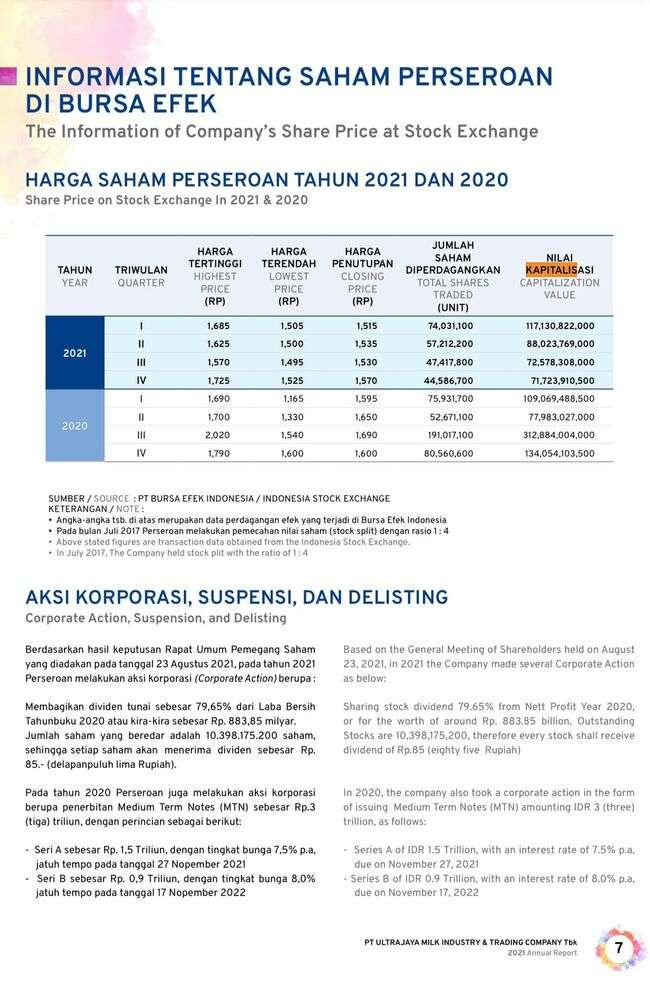 INFORMASI TENTANG SAHAM PERSEROAN
DI BURSA EFEK
The Information of Company's Share Price at Stock Exchange
HARGA SAHAM PERSEROAN TAHUN 2021 DAN 2020
Share Price on Stock Exchange In 2021 & 2020
TAHUN YEAR TRIWULAN QUARTER HARGA TERTINGGI HIGHEST PRICE (RP) HARGA TERENDAH LOWEST PRICE (RP) HARGA PENUTUPAN CLOSING PRICE (RP) JUMLAH SAHAM DIPERDAGANGKAN TOTAL SHARES TRADED (UNIT) NILAI KAPITALISASI CAPITALIZATION VALUE
2021
I 1,685 1,505 1,515 74,031,100 117,130,822,000
II 1,625 1,500 1,535 57,212,200 88,023,769,000
III 1,570 1,495 1,530 47,417,800 72,578,308,000
IV 1,725 1,525 1,570 44,586,700 71,723,910,500
2020
I 1,690 1,165 1,595 75,931,700 109,069,488,500
II 1,700 1,330 1,650 52,671,100 77,983,027,000
III 2,020 1,540 1,690 191,017,100 312,884,004,000
IV 1,790 1,600 1,600 80,560,600 134,054,103,500
SUMBER / SOURCE : PT BURSA EFEK INDONESIA / INDONESIA STOCK EXCHANGE
KETERANGAN / NOTE :
• Angka-angka tsb. di atas merupakan data perdagangan efek yang terjadi di Bursa Efek Indonesia
• Pada bulan Juli 2017 Perseroan melakukan pemecahan nilai saham (stock split) dengan rasio 1 : 4
• Above stated figures are transaction data obtained from the Indonesia Stock Exchange.
• In July 2017, The Company held stock plit with the ratio of 1 : 4
AKSI KORPORASI, SUSPENSI, DAN DELISTING
Corporate Action, Suspension, and Delisting
Berdasarkan hasil keputusan Rapat Umum Pemegang Saham
yang diadakan pada tanggal 23 Agustus 2021, pada tahun 2021
Perseroan melakukan aksi korporasi (Corporate Action) berupa :
Membagikan dividen tunai sebesar 79,65% dari Laba Bersih
Tahunbuku 2020 atau kira-kira sebesar Rp. 883,85 milyar.
Jumlah saham yang beredar adalah 10.398.175.200 saham,
sehingga setiap saham akan menerima dividen sebesar Rp.
85.- (delapanpuluh lima Rupiah).
Pada tahun 2020 Perseroan juga melakukan aksi korporasi
berupa penerbitan Medium Term Notes (MTN) sebesar Rp.3
(tiga) triliun, dengan perincian sebagai berikut:
- Seri A sebesar Rp. 1,5 Triliun, dengan tingkat bunga 7,5% p.a,
jatuh tempo pada tanggal 27 Nopember 2021
- Seri B sebesar Rp. 0,9 Triliun, dengan tingkat bunga 8,0%
jatuh tempo pada tanggal 17 Nopember 2022
Based on the General Meeting of Shareholders held on August
23, 2021, in 2021 the Company made several Corporate Action
as below:
Sharing stock dividend 79.65% from Nett Profit Year 2020,
or for the worth of around Rp. 883.85 billion. Outstanding
Stocks are 10,398,175,200, therefore every stock shall receive
dividend of Rp.85 (eighty five Rupiah)
In 2020, the company also took a corporate action in the form
of issuing Medium Term Notes (MTN) amounting IDR 3 (three)
trillion, as follows:
- Series A of IDR 1.5 Trillion, with an interest rate of 7.5% p.a,
due on November 27, 2021
- Series B of IDR 0.9 Trillion, with an interest rate of 8.0% p.a,
due on November 17, 2022
PT ULTRAJAYA MILK INDUSTRY & TRADING COMPANY Tbk
2021 Annual Report
7